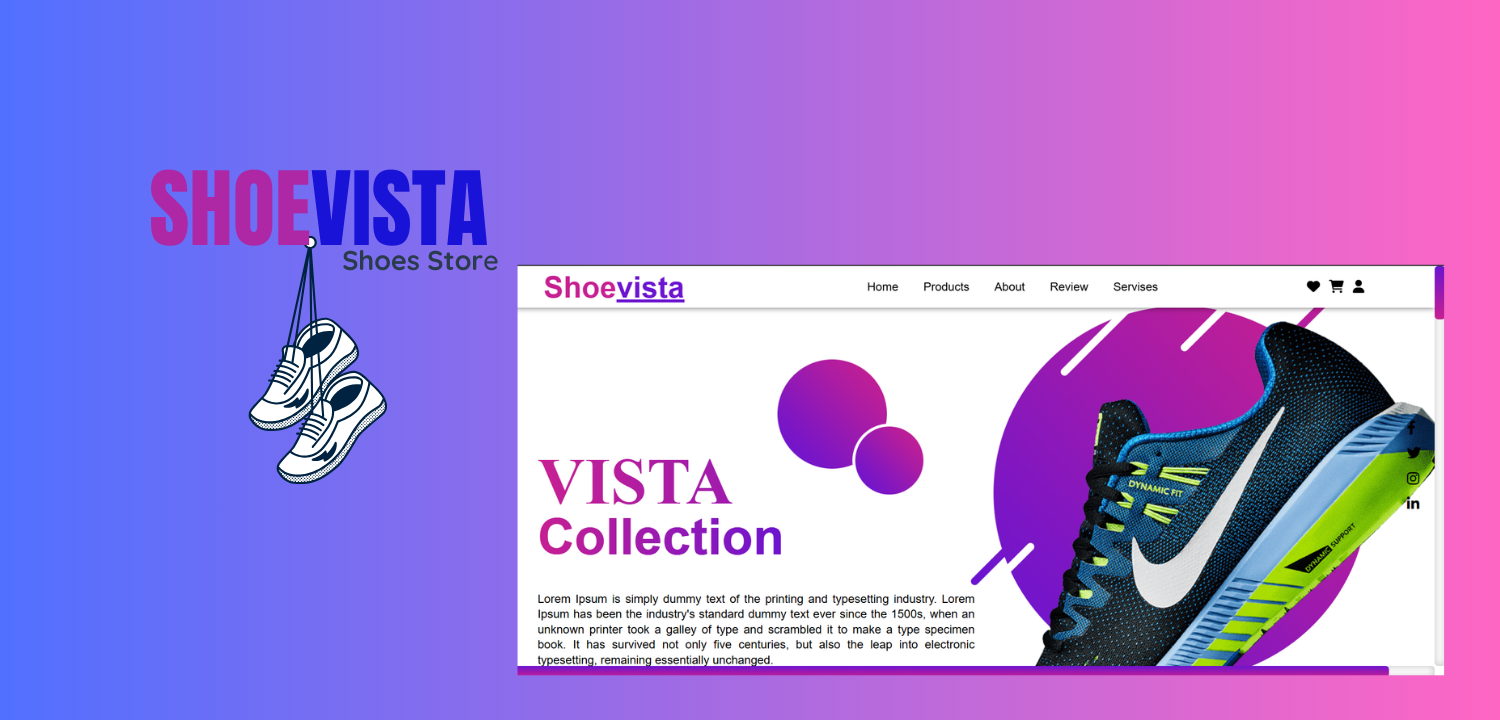 SHOEVISTA
Shoes Store
Shoevista
Home Products About Review Servises
VISTA
Collection
Lorem Ipsum is simply dummy text of the printing and typesetting industry. Lorem
Ipsum has been the industry's standard dummy text ever since the 1500s, when an
unknown printer took a galley of type and scrambled it to make a type specimen
book. It has survived not only five centuries, but also the leap into electronic
typesetting, remaining essentially unchanged.
DYNAMIC FIT
DYNAMIC SUPPORT